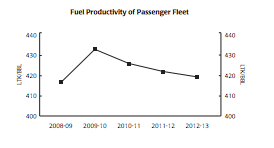 Fuel Productivity of Passenger Fleet
440 440
430 430
LTK/BBL 420 420 LTK/BBL
410 410
400 400
2008-09 2009-10 2010-11 2011-12 2012-13